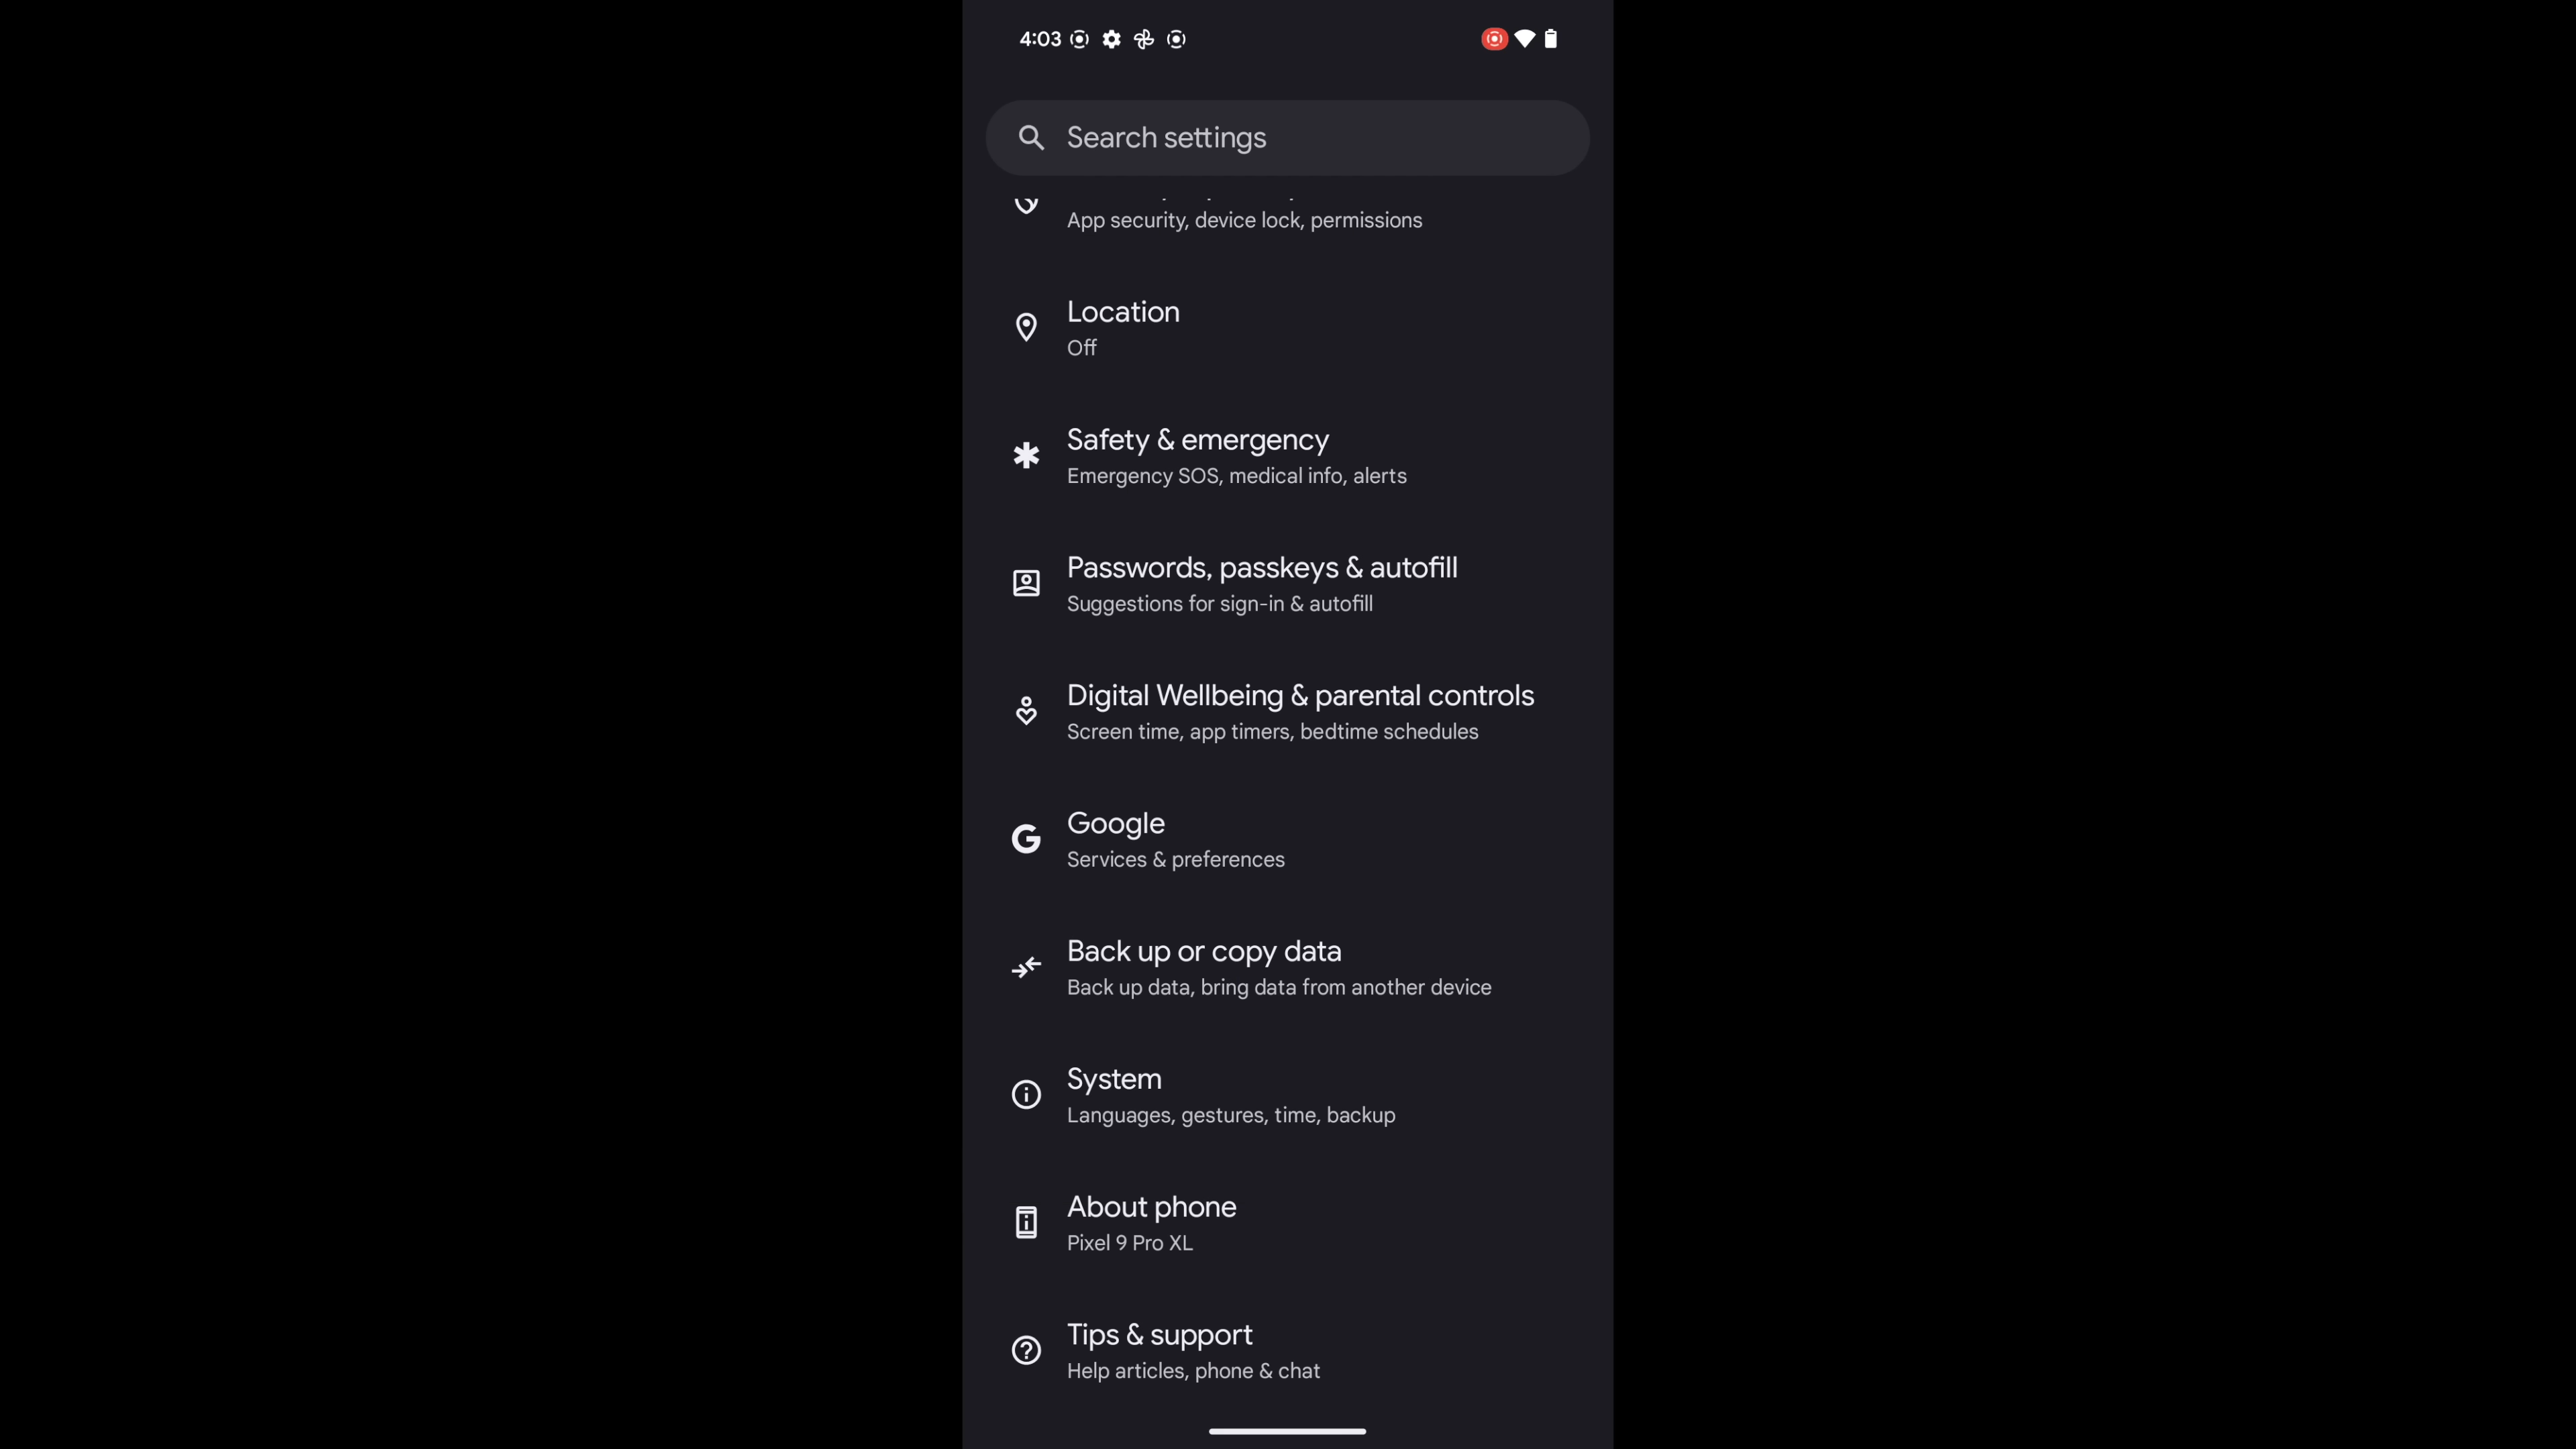 4:03
Search settings
App security, device lock, permissions
Location
Off
Safety & emergency
Emergency SOS, medical info, alerts
Passwords, passkeys & autofill
Suggestions for sign-in & autofill
Digital Wellbeing & parental controls
Screen time, app timers, bedtime schedules
Google
Services & preferences
Back up or copy data
Back up data, bring data from another device
System
Languages, gestures, time, backup
About phone
Pixel 9 Pro XL
Tips & support
Help articles, phone & chat